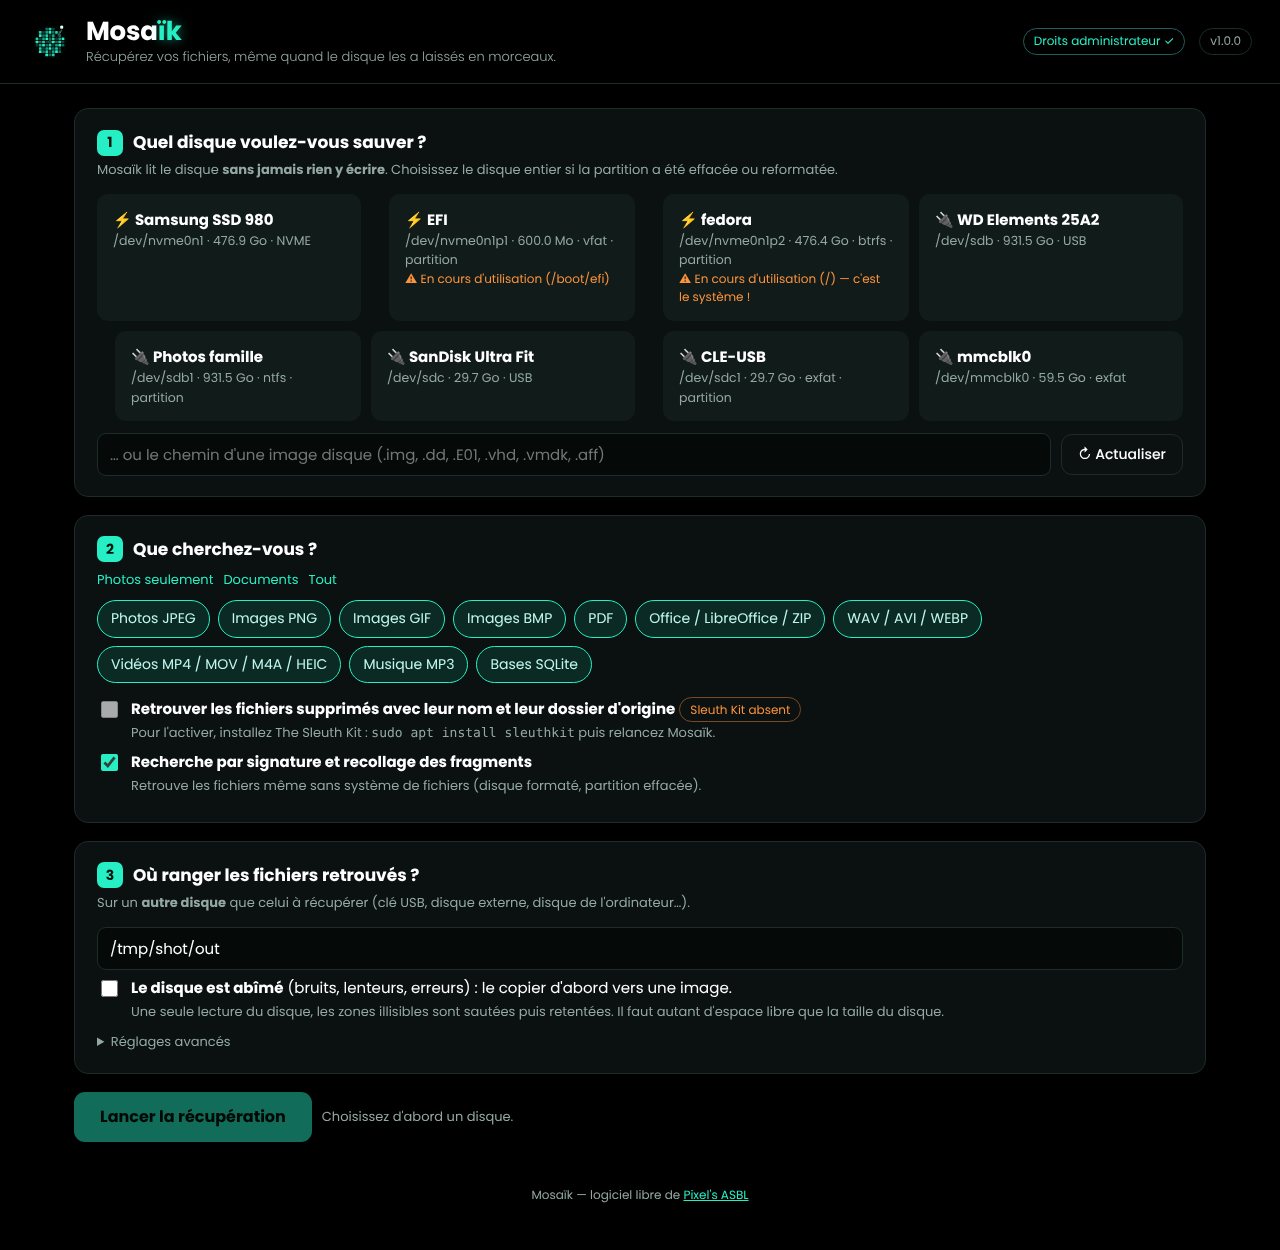 Mosaïk
Récupérez vos fichiers, même quand le disque les a laissés en morceaux.
Droits administrateur ✓
v1.0.0
1 Quel disque voulez-vous sauver ?
Mosaïk lit le disque sans jamais rien y écrire. Choisissez le disque entier si la partition a été effacée ou reformatée.
⚡ Samsung SSD 980
/dev/nvme0n1 · 476.9 Go · NVME
⚡ EFI
/dev/nvme0n1p1 · 600.0 Mo · vfat ·
partition
⚠ En cours d'utilisation (/boot/efi)
⚡ fedora
/dev/nvme0n1p2 · 476.4 Go · btrfs ·
partition
⚠ En cours d'utilisation (/) — c'est
le système !
🔌 WD Elements 25A2
/dev/sdb · 931.5 Go · USB
🔌 Photos famille
/dev/sdb1 · 931.5 Go · ntfs ·
partition
🔌 SanDisk Ultra Fit
/dev/sdc · 29.7 Go · USB
🔌 CLE-USB
/dev/sdc1 · 29.7 Go · exfat ·
partition
🔌 mmcblk0
/dev/mmcblk0 · 59.5 Go · exfat
… ou le chemin d'une image disque (.img, .dd, .E01, .vhd, .vmdk, .aff)
↻ Actualiser
2 Que cherchez-vous ?
Photos seulement Documents Tout
Photos JPEG Images PNG Images GIF Images BMP PDF Office / LibreOffice / ZIP WAV / AVI / WEBP
Vidéos MP4 / MOV / M4A / HEIC Musique MP3 Bases SQLite
Retrouver les fichiers supprimés avec leur nom et leur dossier d'origine Sleuth Kit absent
Pour l'activer, installez The Sleuth Kit : sudo apt install sleuthkit puis relancez Mosaïk.
Recherche par signature et recollage des fragments
Retrouve les fichiers même sans système de fichiers (disque formaté, partition effacée).
3 Où ranger les fichiers retrouvés ?
Sur un autre disque que celui à récupérer (clé USB, disque externe, disque de l'ordinateur…).
/tmp/shot/out
Le disque est abîmé (bruits, lenteurs, erreurs) : le copier d'abord vers une image.
Une seule lecture du disque, les zones illisibles sont sautées puis retentées. Il faut autant d'espace libre que la taille du disque.
▶ Réglages avancés
Lancer la récupération Choisissez d'abord un disque.
Mosaïk — logiciel libre de Pixel's ASBL